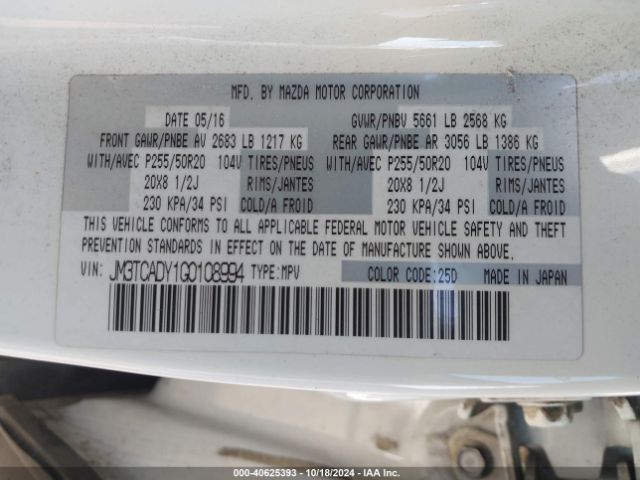 MFD. BY MAZDA MOTOR CORPORATION
DATE 05/16 GVWR/PNBV 5661 LB 2568 KG
FRONT GAWR/PNBE AV 2683 LB 1217 KG REAR GAWR/PNBE AR 3056 LB 1386 KG
WITH/AVEC P255/50R20 104V TIRES/PNEUS WITH/AVEC P255/50R20 104V TIRES/PNEUS
20X8 1/2J RIMS/JANTES 20X8 1/2J RIMS/JANTES
230 KPA/34 PSI COLD/A FROID 230 KPA/34 PSI COLD/A FROID
THIS VEHICLE CONFORMS TO ALL APPLICABLE FEDERAL MOTOR VEHICLE SAFETY AND THEFT
PREVENTION STANDARDS IN EFFECT ON THE DATE OF MANUFACTURE SHOWN ABOVE.
VIN: JM3TCADY1G0108994 TYPE: MPV COLOR CODE: 25D MADE IN JAPAN
000-40625393 - 10/18/2024 - IAA Inc.